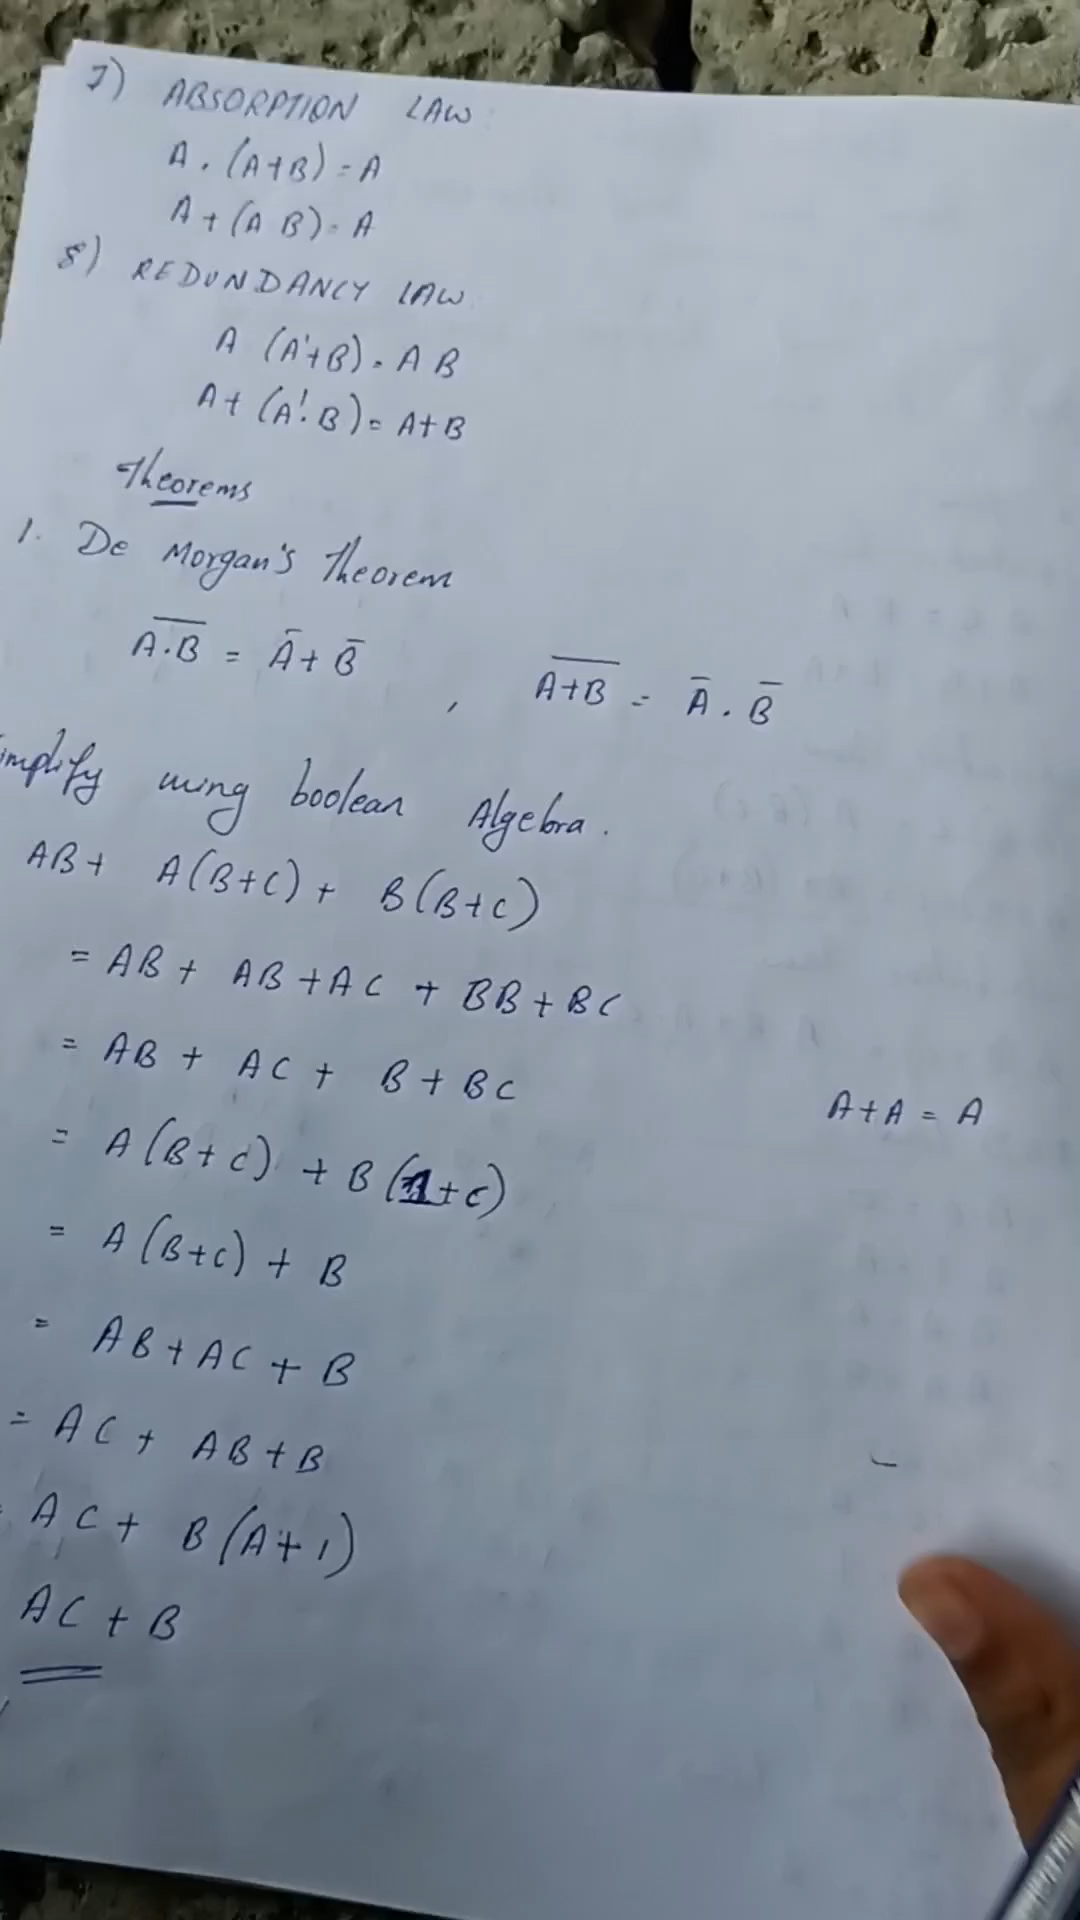 7) ABSORPTION LAW:
A . (A+B) = A
A + (A B) = A
8) REDUNDANCY LAW.
A (A'+B) = A B
A + (A'.B) = A+B
Theorems
1. De Morgan's Theorem
A̅.̅B̅ = A̅ + B̅ , A̅+̅B̅ = A̅ . B̅
implify using boolean Algebra.
AB + A(B+C) + B(B+C)
= AB + AB + AC + BB + BC
= AB + AC + B + BC
A+A = A
= A(B+C) + B(1+C)
= A(B+C) + B
= AB + AC + B
= AC + AB + B
= AC + B(A+1)
AC + B